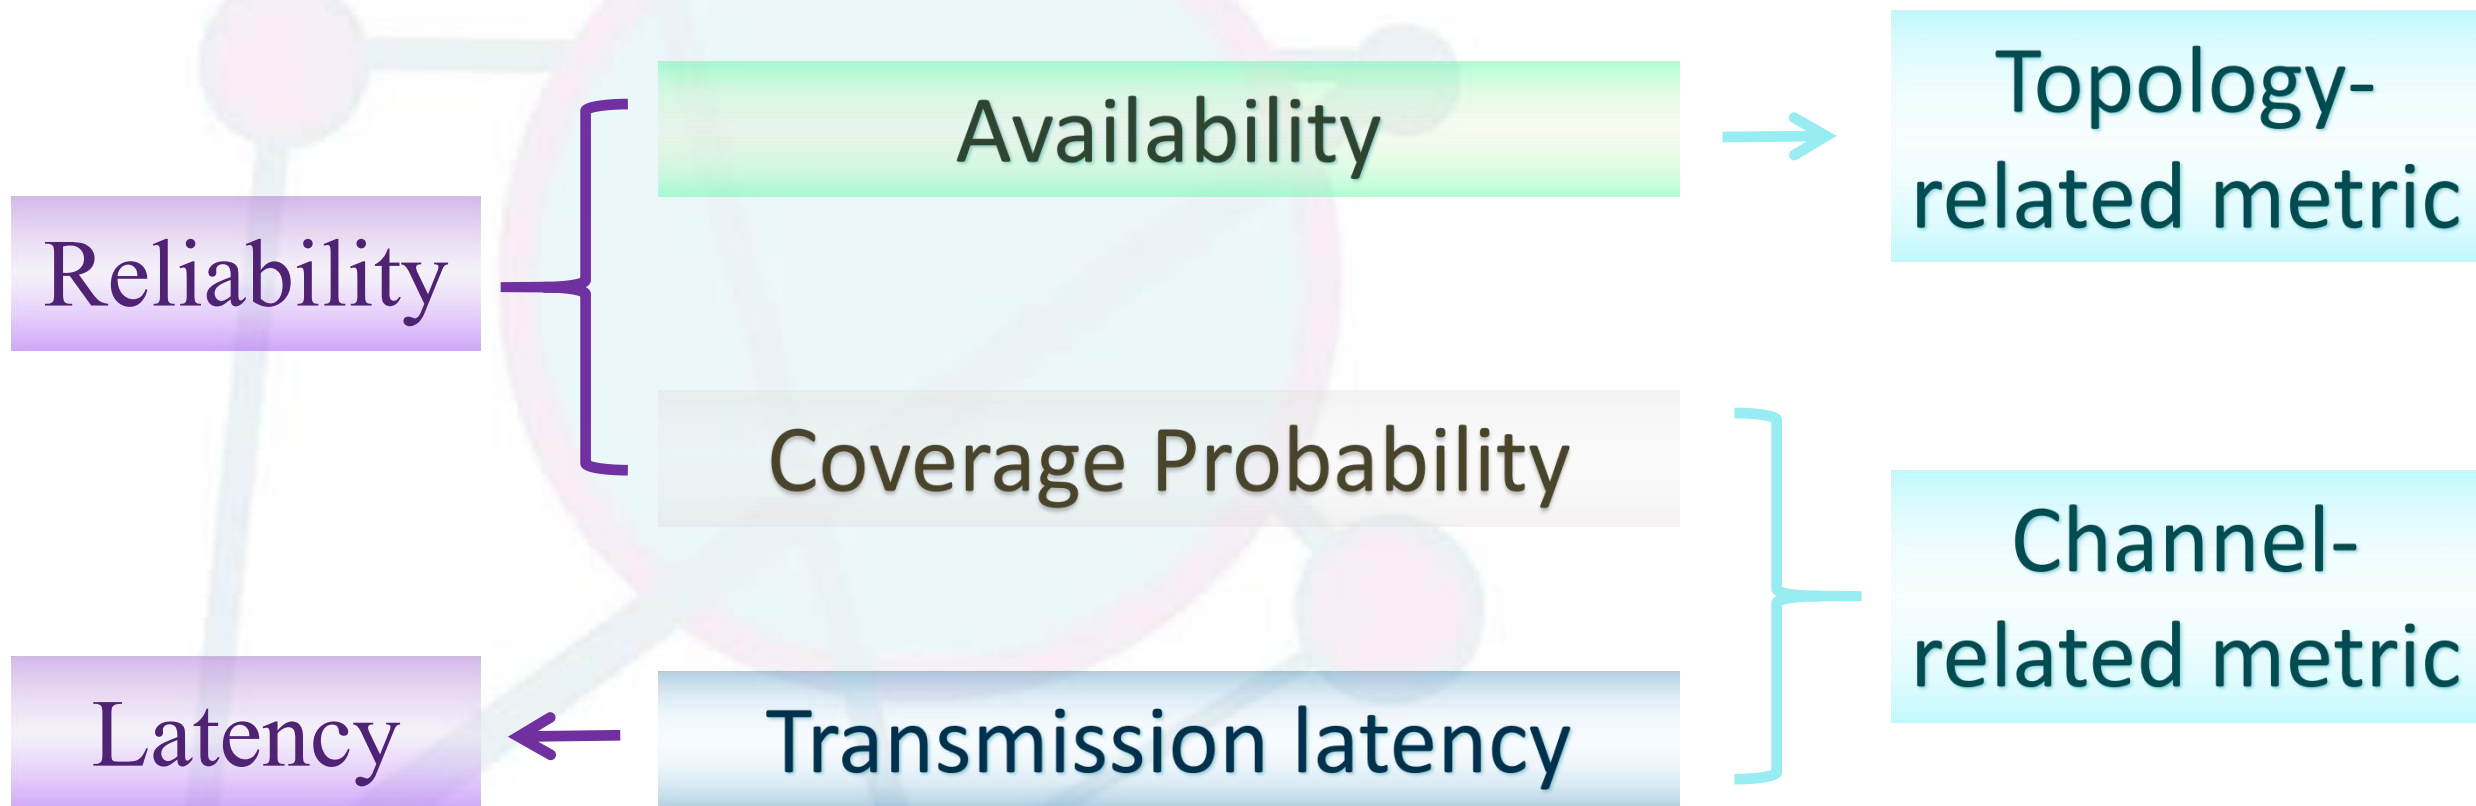 Reliability
Availability
Topology-
related metric
Coverage Probability
Channel-
related metric
Latency
Transmission latency